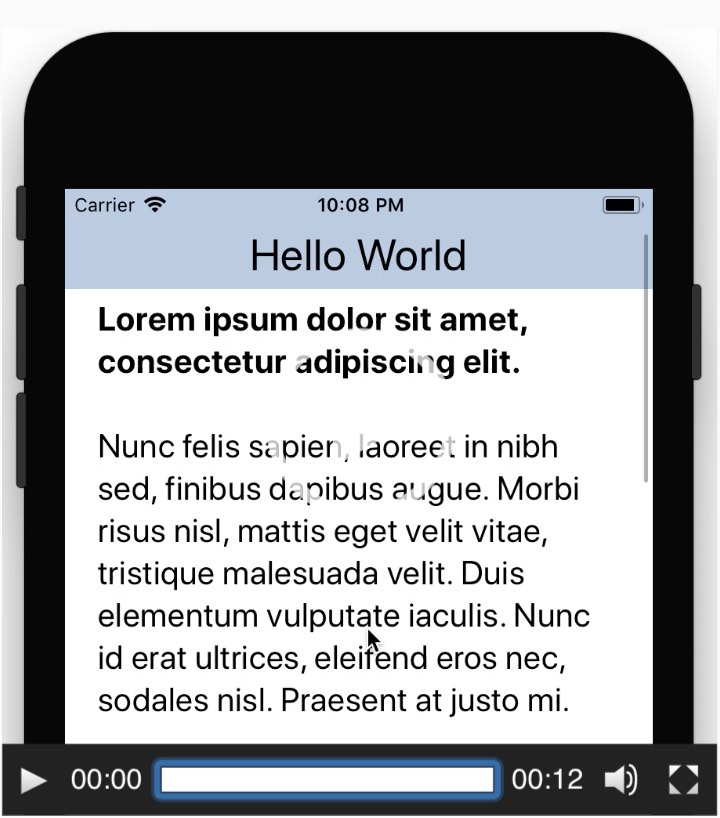 Carrier 10:08 PM
Hello World
Lorem ipsum dolor sit amet,
consectetur adipiscing elit.
Nunc felis sapien, laoreet in nibh
sed, finibus dapibus augue. Morbi
risus nisl, mattis eget velit vitae,
tristique malesuada velit. Duis
elementum vulputate iaculis. Nunc
id erat ultrices, eleifend eros nec,
sodales nisl. Praesent at justo mi.
00:00 00:12